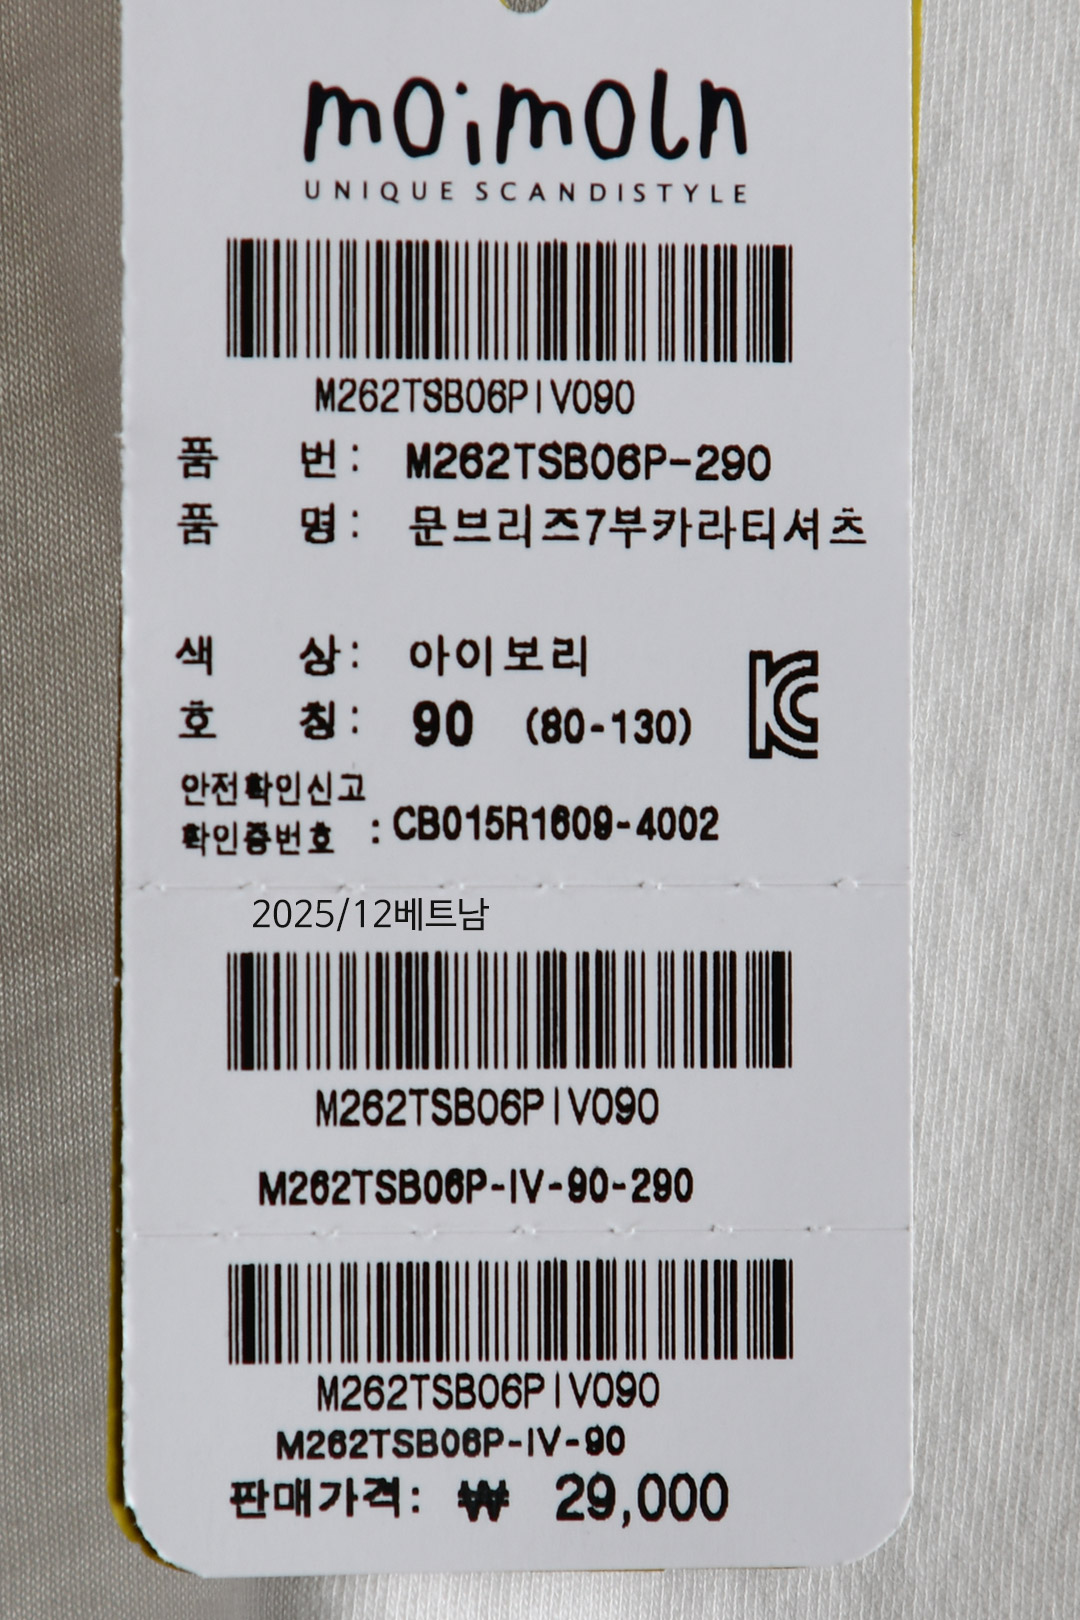 moimoln
UNIQUE SCANDISTYLE
M262TSB06PIV090
품 번: M262TSB06P-290
품 명: 문브리즈7부카라티셔츠
색 상: 아이보리
호 칭: 90 (80-130)
안전확인신고
확인증번호 : CB015R1609-4002
2025/12베트남
M262TSB06PIV090
M262TSB06P-IV-90-290
M262TSB06PIV090
M262TSB06P-IV-90
판매가격: ₩ 29,000